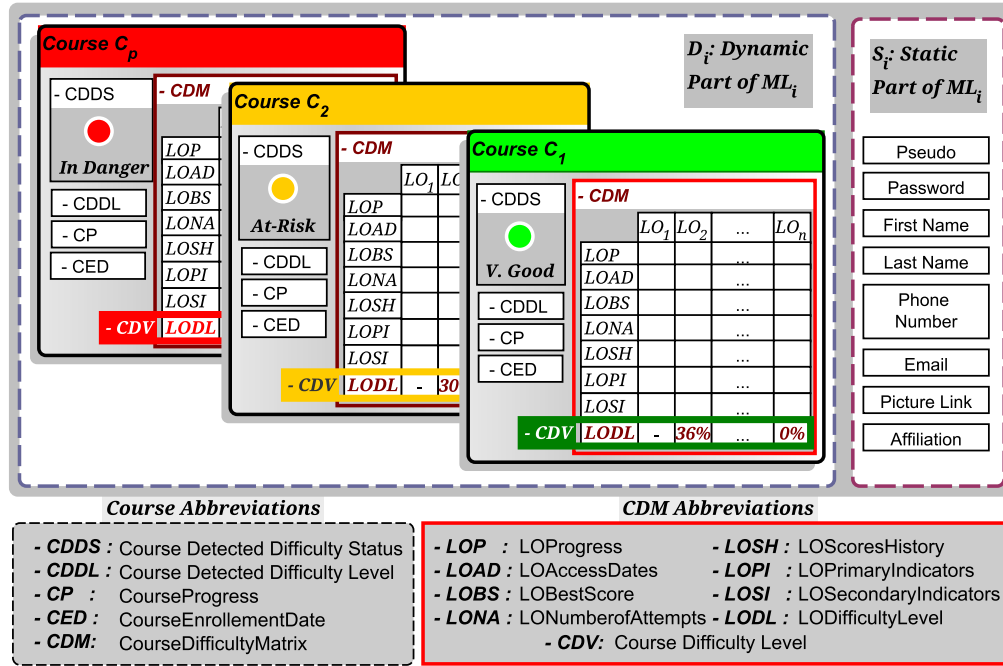 Course Cp
- CDDS
In Danger
- CDDL
- CP
- CED
- CDM
LOP
LOAD
LOBS
LONA
LOSH
LOPI
LOSI
- CDV LODL
Course C2
- CDDS
At-Risk
- CDDL
- CP
- CED
- CDM
LO1
LOP
LOAD
LOBS
LONA
LOSH
LOPI
LOSI
- CDV LODL - 30
Course C1
- CDDS
V. Good
- CDDL
- CP
- CED
- CDM
LO1 LO2 ... LOn
LOP ...
LOAD ...
LOBS ...
LONA ...
LOSH ...
LOPI ...
LOSI ...
- CDV LODL - 36% ... 0%
Di: Dynamic
Part of MLi
Si: Static
Part of MLi
Pseudo
Password
First Name
Last Name
Phone
Number
Email
Picture Link
Affiliation
Course Abbreviations
- CDDS : Course Detected Difficulty Status
- CDDL : Course Detected Difficulty Level
- CP : CourseProgress
- CED : CourseEnrollementDate
- CDM: CourseDifficultyMatrix
CDM Abbreviations
- LOP : LOProgress
- LOAD : LOAccessDates
- LOBS : LOBestScore
- LONA : LONumberofAttempts
- LOSH : LOScoresHistory
- LOPI : LOPrimaryIndicators
- LOSI : LOSecondaryIndicators
- LODL : LODifficultyLevel
- CDV: Course Difficulty Level